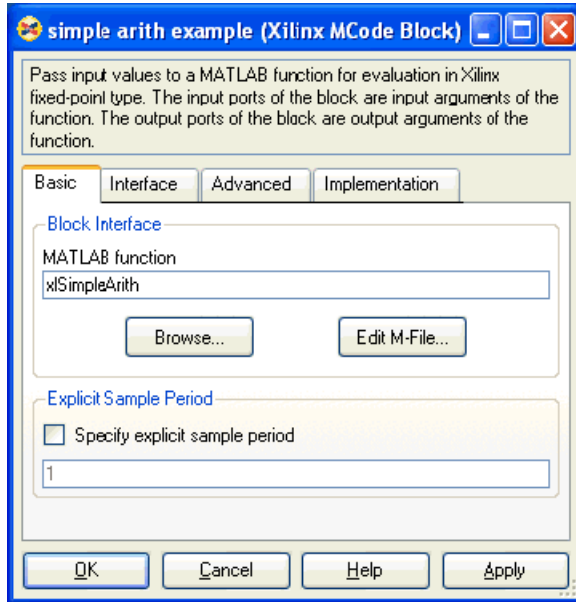 simple arith example (Xilinx MCode Block)
Pass input values to a MATLAB function for evaluation in Xilinx
fixed-point type. The input ports of the block are input arguments of the
function. The output ports of the block are output arguments of the
function.
Basic Interface Advanced Implementation
Block Interface
MATLAB function
xlSimpleArith
Browse... Edit M-File...
Explicit Sample Period
Specify explicit sample period
1
OK Cancel Help Apply